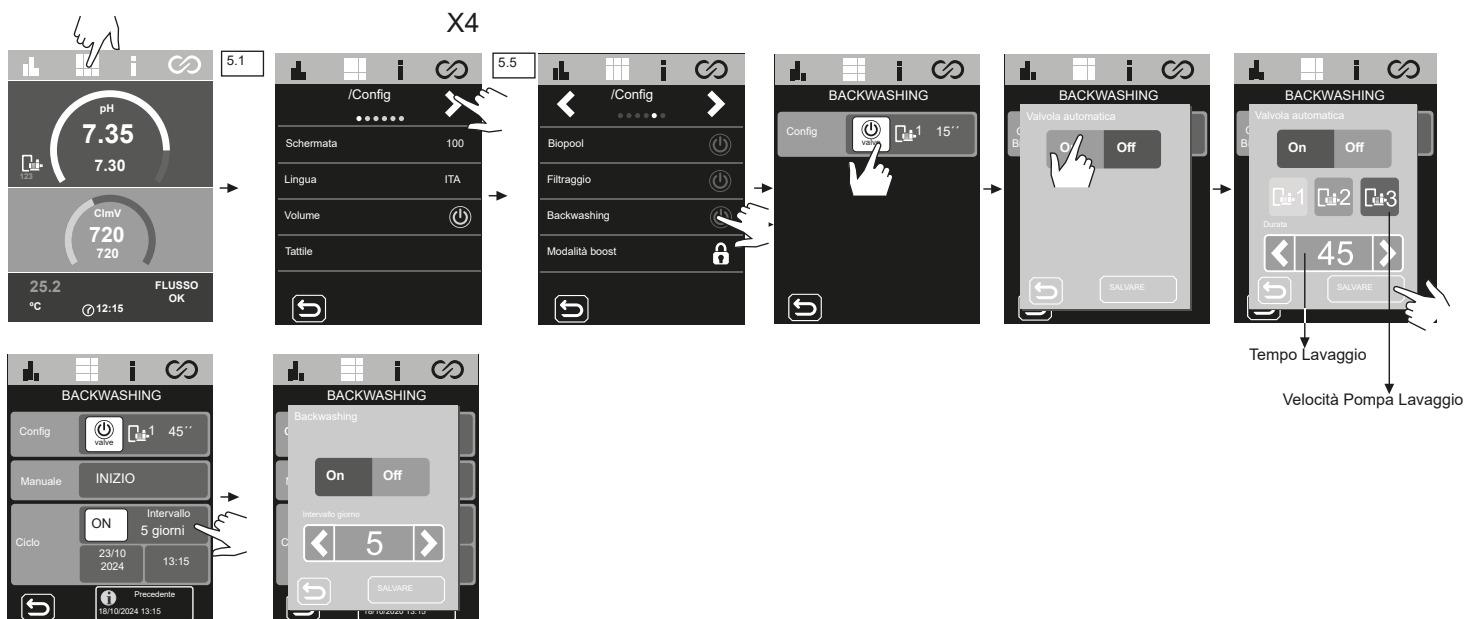 X4
5.1
pH
7.35
7.30
123
ClmV
720
720
25.2
ºC
12:15
FLUSSO
OK
5.5
/Config
Schermata 100
Lingua ITA
Volume
Tattile
/Config
Biopool
Filtraggio
Backwashing
Modalità boost
BACKWASHING
Config valve 1 15´´
BACKWASHING
Valvola automatica
Off
BACKWASHING
Valvola automatica
On Off
1 2 3
Durata
45
SALVARE
SALVARE
Tempo Lavaggio
Velocità Pompa Lavaggio
BACKWASHING
Config valve 1 45´´
Manuale INIZIO
Ciclo
ON
Intervallo
5 giorni
23/10
2024
13:15
Precedente
18/10/2024 13:15
BACKWASHING
Backwashing
On Off
Intervallo giorno
5
SALVARE